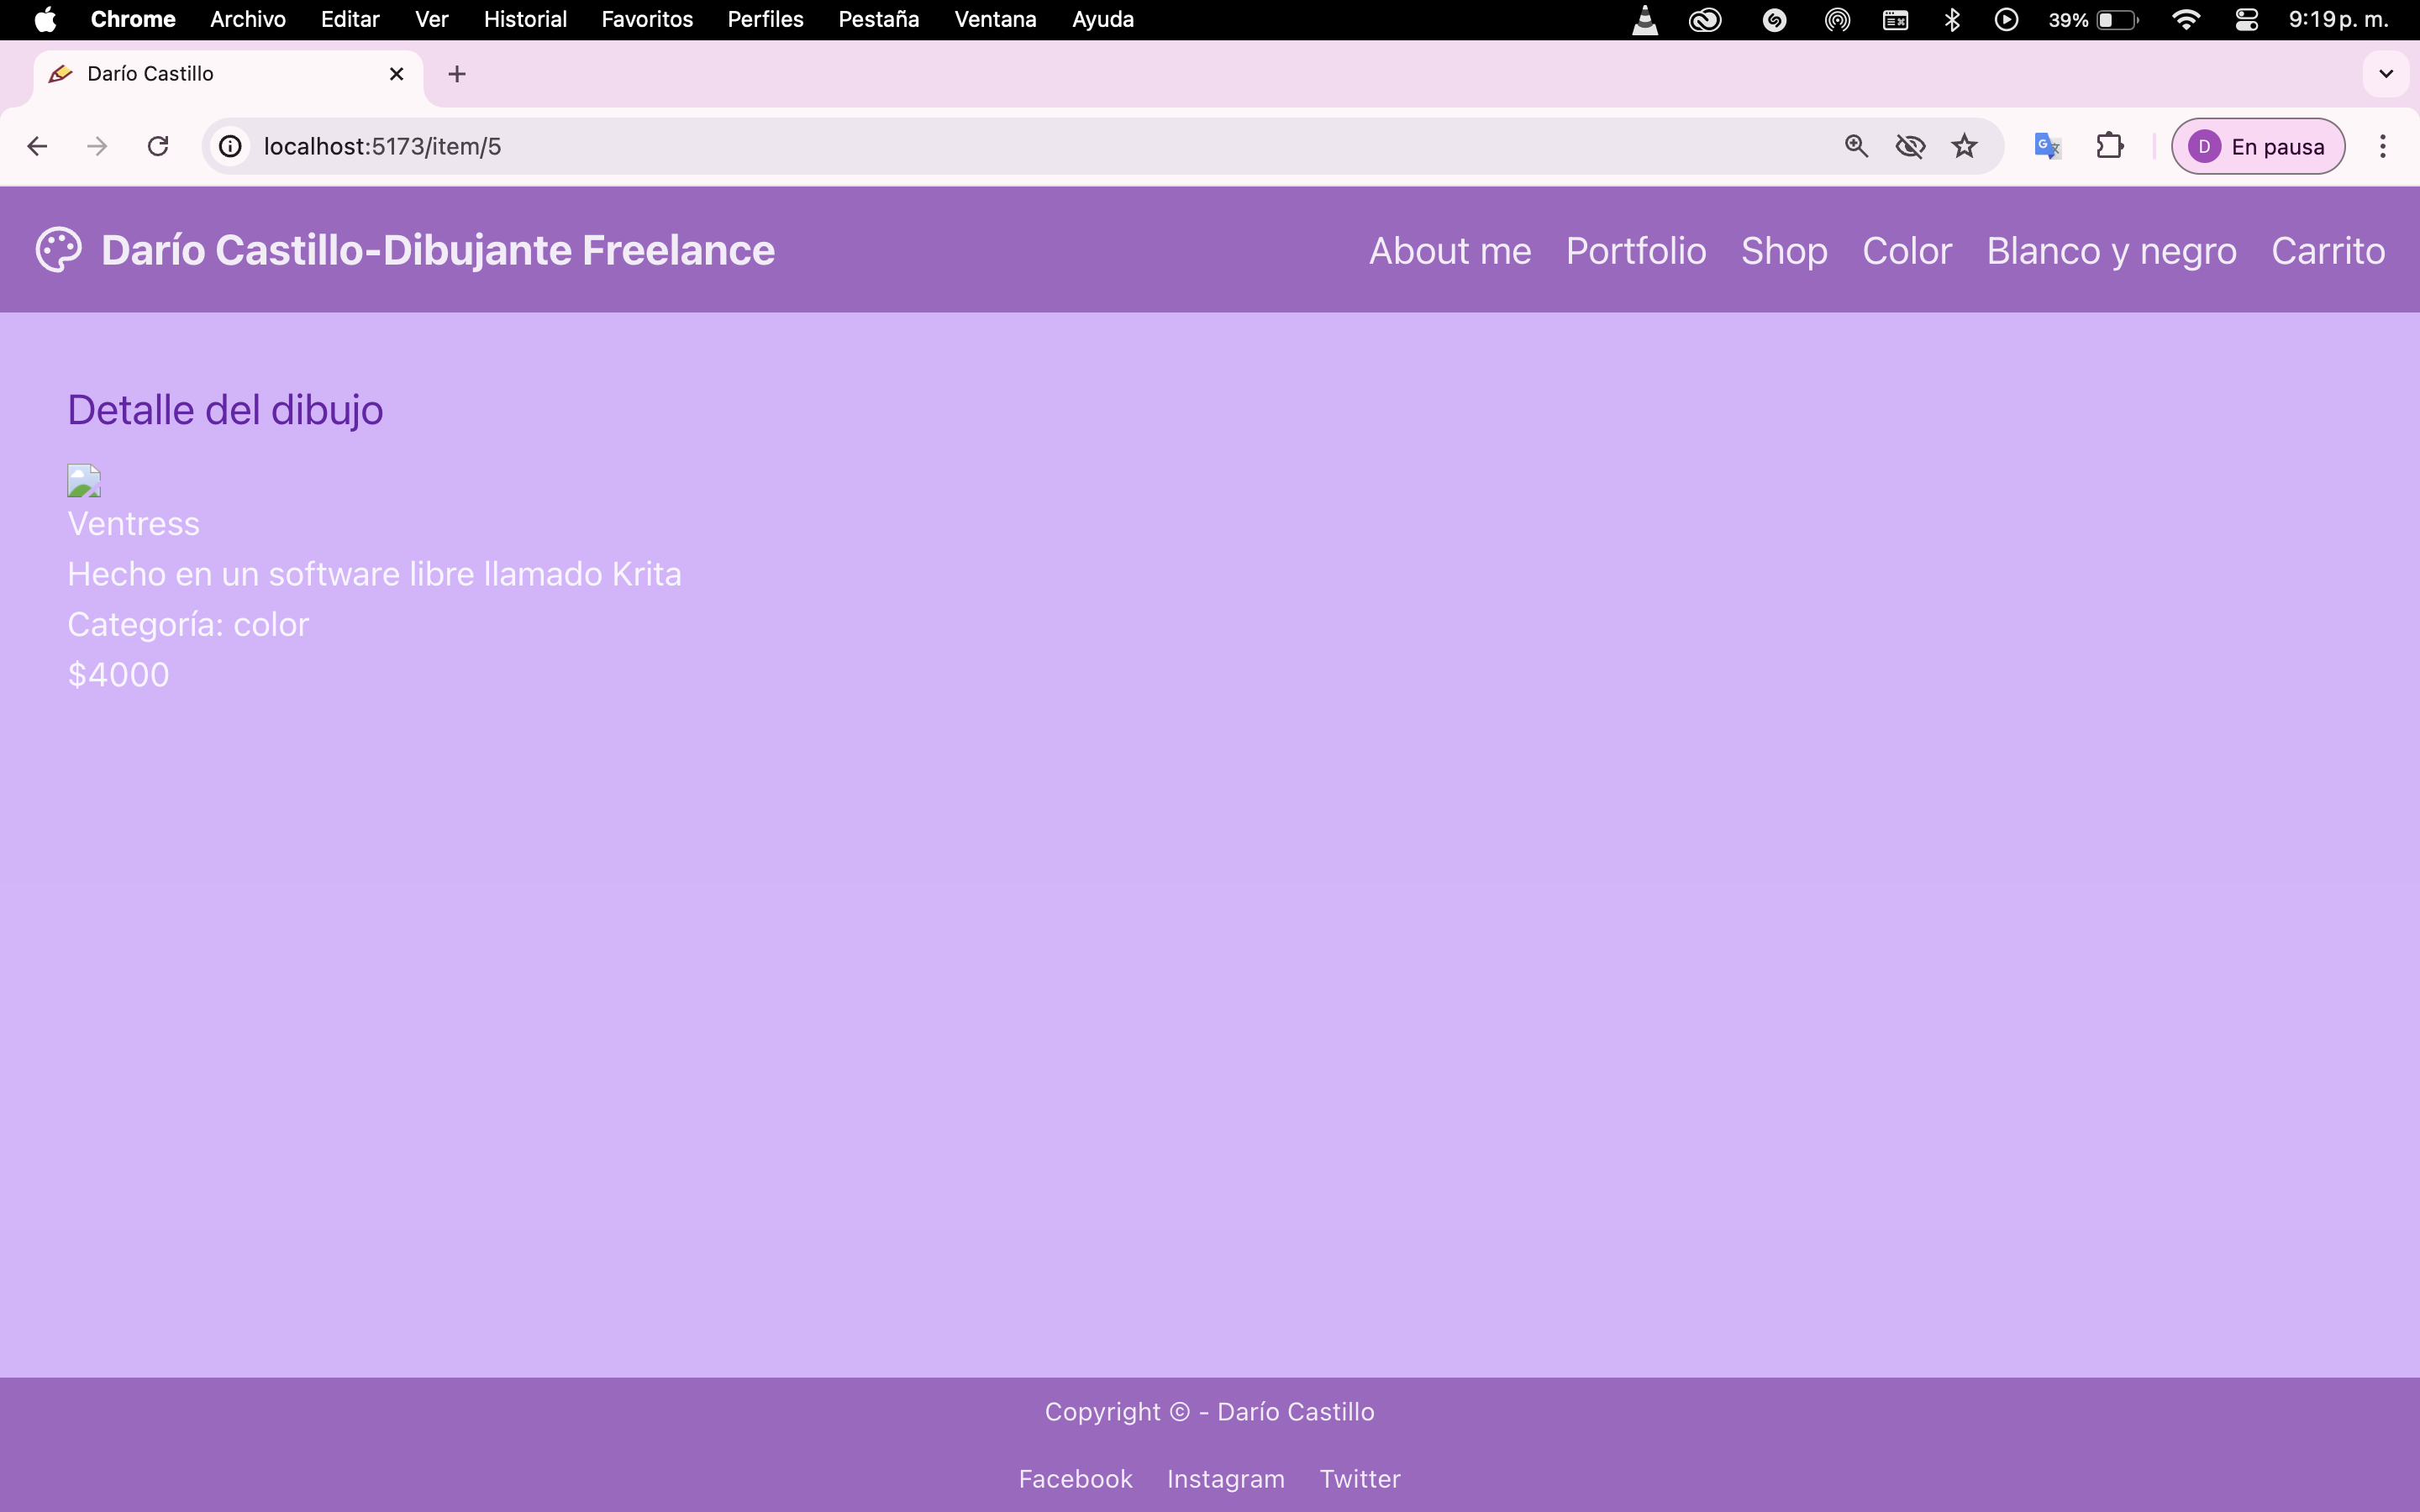 Chrome Archivo Editar Ver Historial Favoritos Perfiles Pestaña Ventana Ayuda 39% 9:19 p. m.
Darío Castillo
localhost:5173/item/5 D En pausa
Darío Castillo-Dibujante Freelance About me Portfolio Shop Color Blanco y negro Carrito
Detalle del dibujo
Ventress
Hecho en un software libre llamado Krita
Categoría: color
$4000
Copyright © - Darío Castillo
Facebook Instagram Twitter